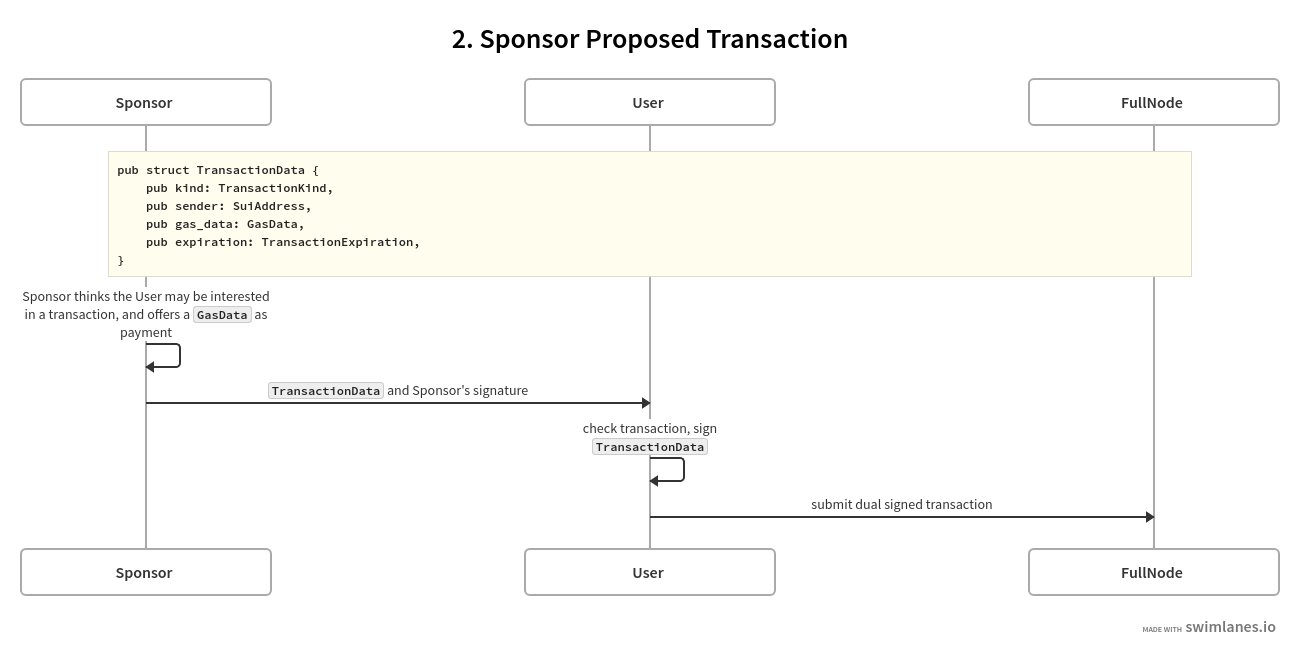 2. Sponsor Proposed Transaction
Sponsor
User
FullNode
pub struct TransactionData {
    pub kind: TransactionKind,
    pub sender: SuiAddress,
    pub gas_data: GasData,
    pub expiration: TransactionExpiration,
}
Sponsor thinks the User may be interested
in a transaction, and offers a GasData as
payment
TransactionData and Sponsor's signature
check transaction, sign
TransactionData
submit dual signed transaction
Sponsor
User
FullNode
MADE WITH swimlanes.io